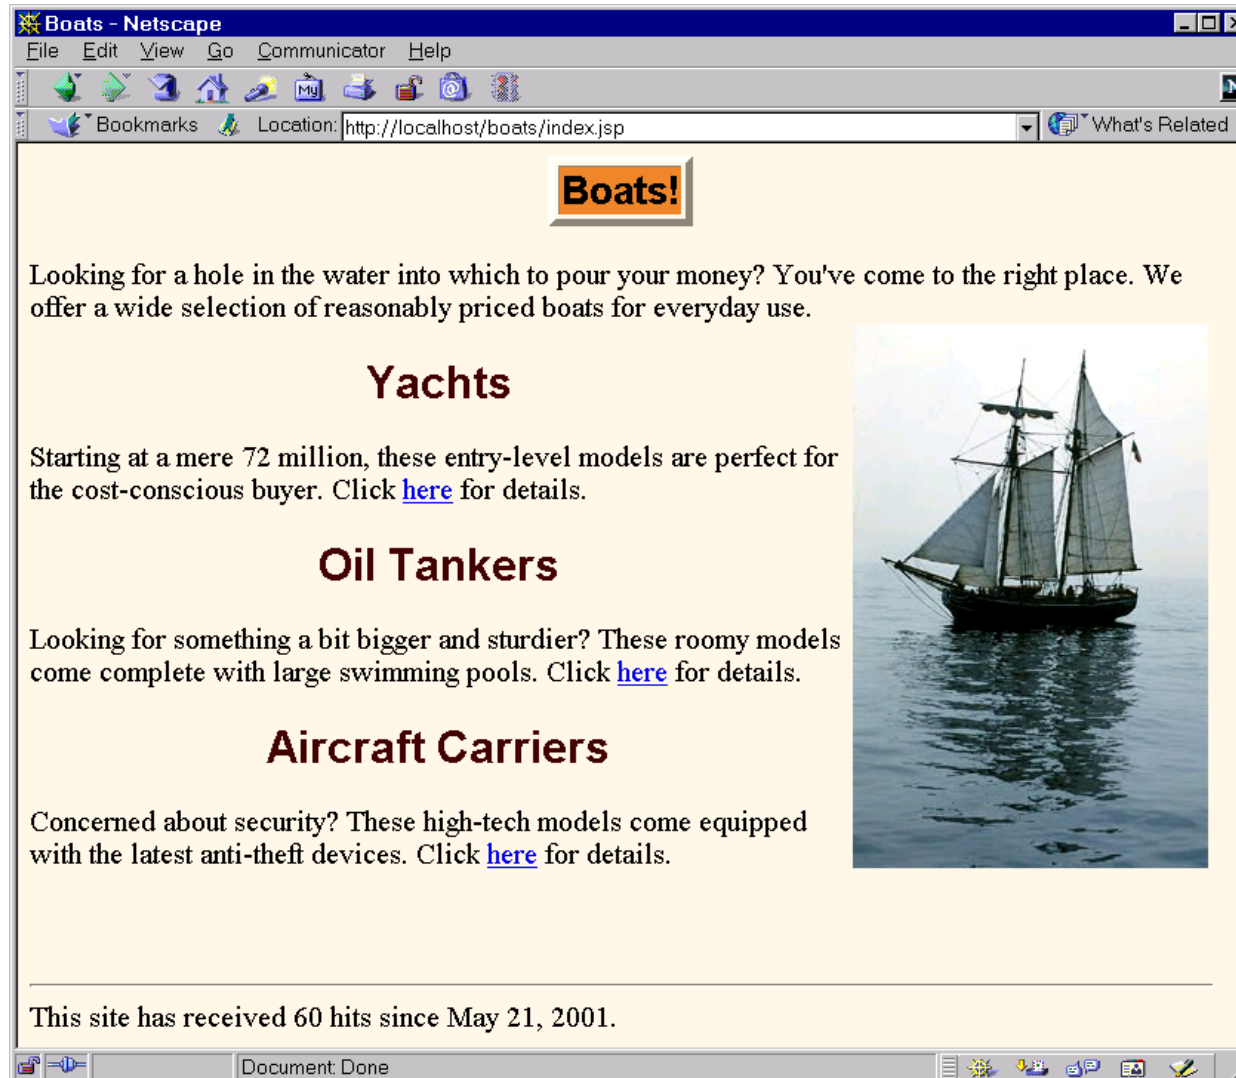 Boats - Netscape
File Edit View Go Communicator Help
My
Bookmarks Location: http://localhost/boats/index.jsp What's Related
Boats!
Looking for a hole in the water into which to pour your money? You've come to the right place. We
offer a wide selection of reasonably priced boats for everyday use.
Yachts
Starting at a mere 72 million, these entry-level models are perfect for
the cost-conscious buyer. Click here for details.
Oil Tankers
Looking for something a bit bigger and sturdier? These roomy models
come complete with large swimming pools. Click here for details.
Aircraft Carriers
Concerned about security? These high-tech models come equipped
with the latest anti-theft devices. Click here for details.
This site has received 60 hits since May 21, 2001.
Document: Done